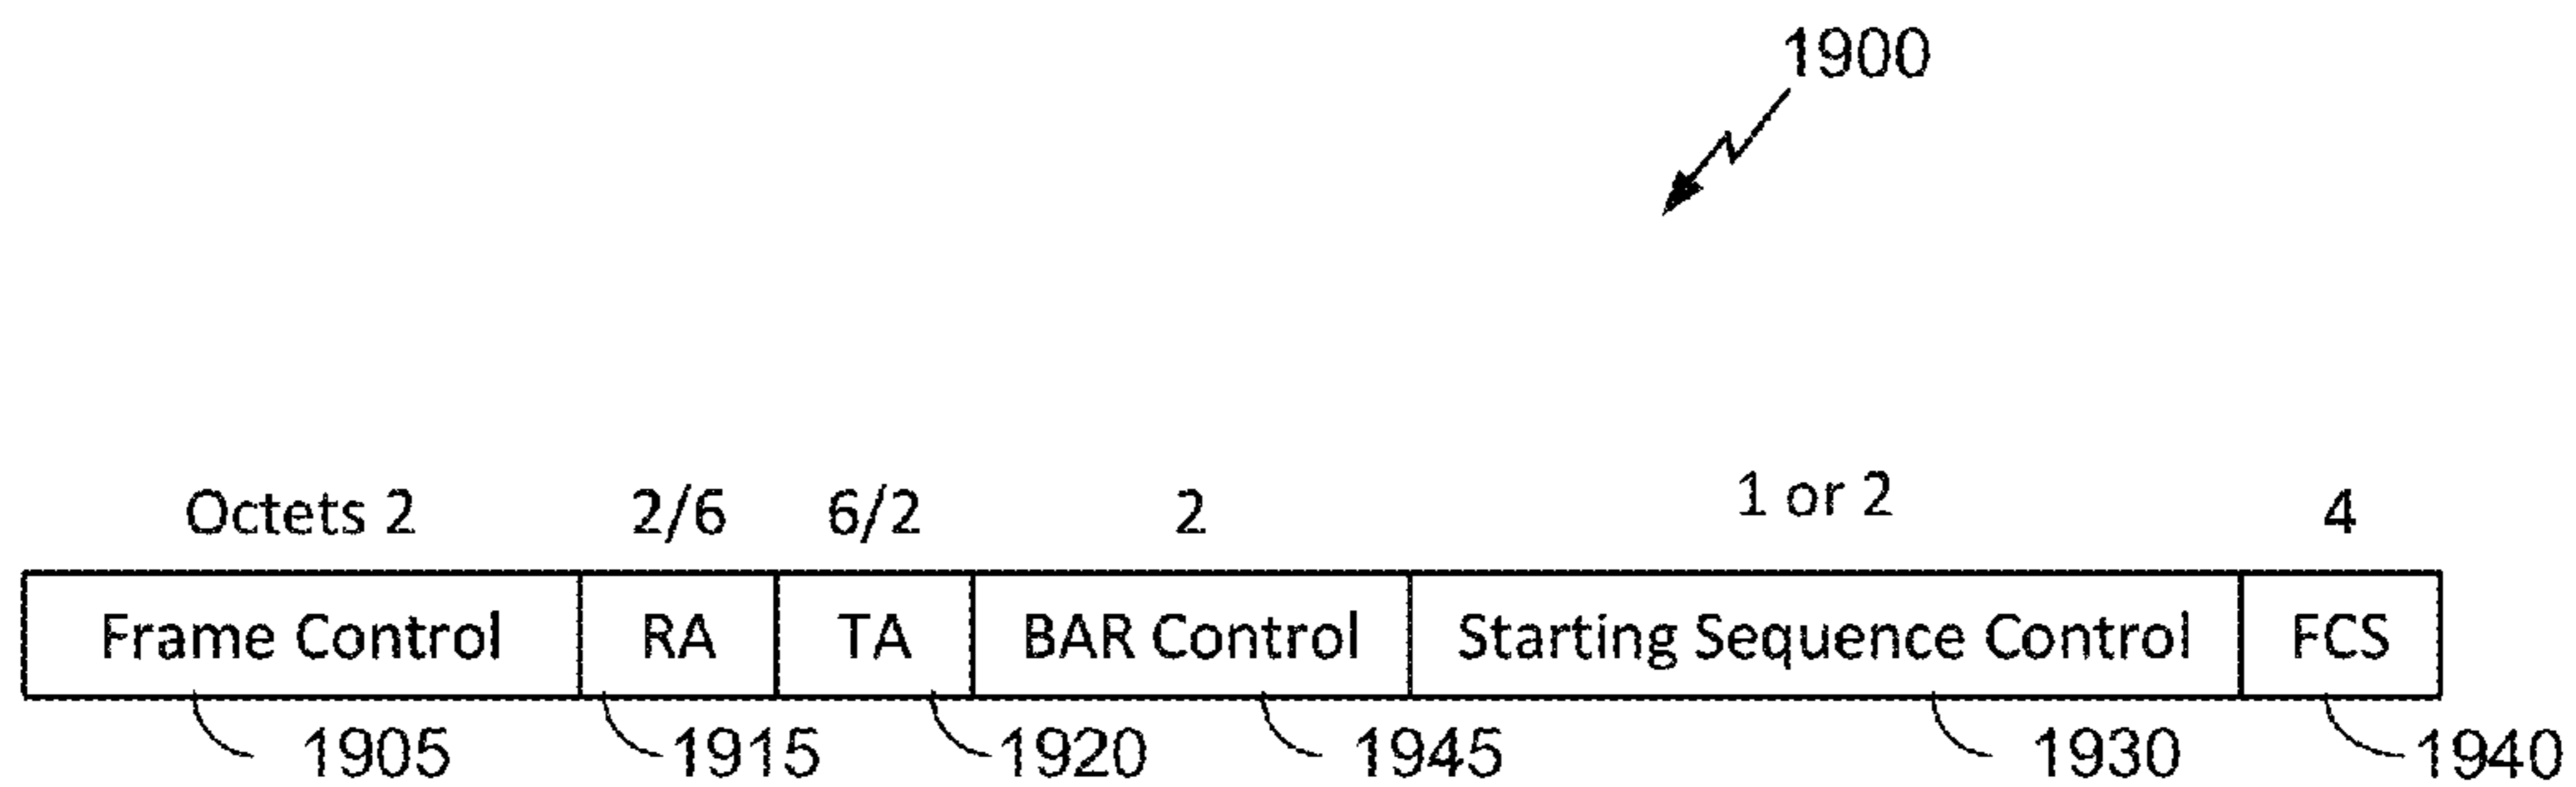 1900
Octets 2 2/6 6/2 2 1 or 2 4
Frame Control RA TA BAR Control Starting Sequence Control FCS
1905 1915 1920 1945 1930 1940